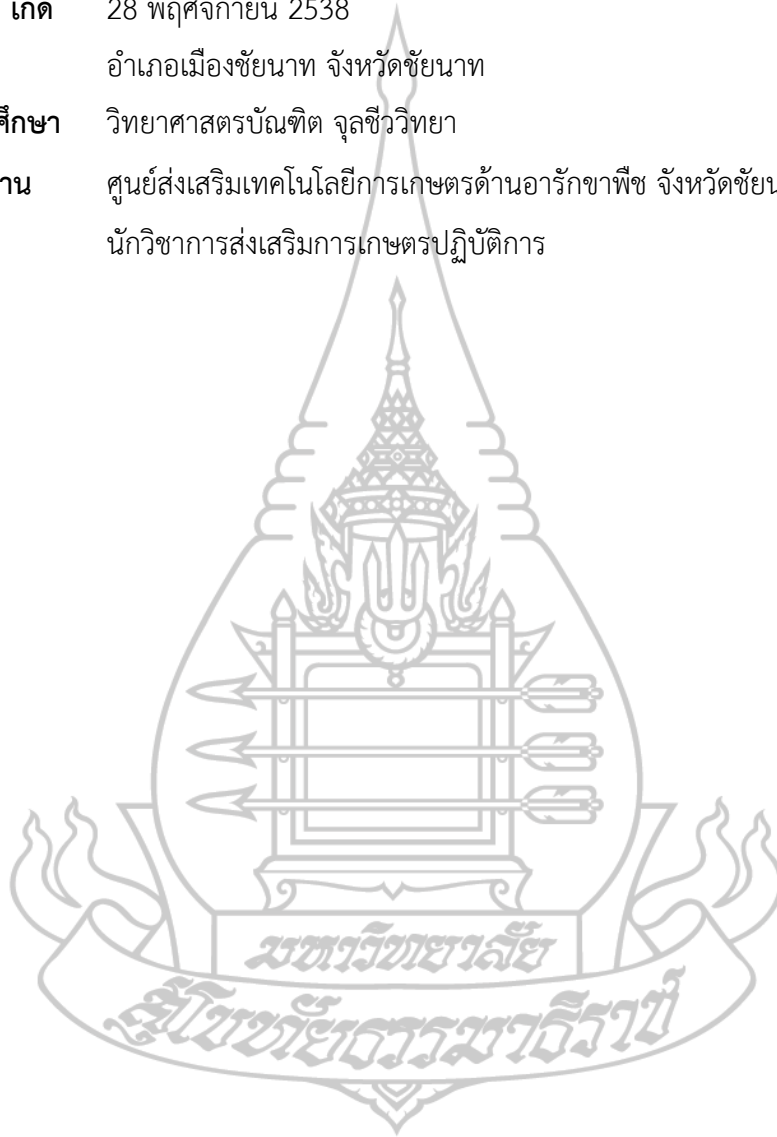 เกิด 28 พฤศจิกายน 2538
อำเภอเมืองชัยนาท จังหวัดชัยนาท
ศึกษา วิทยาศาสตรบัณฑิต จุลชีววิทยา
าน ศูนย์ส่งเสริมเทคโนโลยีการเกษตรด้านอารักขาพืช จังหวัดชัยน
นักวิชาการส่งเสริมการเกษตรปฏิบัติการ
มหาวิทยาลัย
สุโขทัยธรรมาธิราช